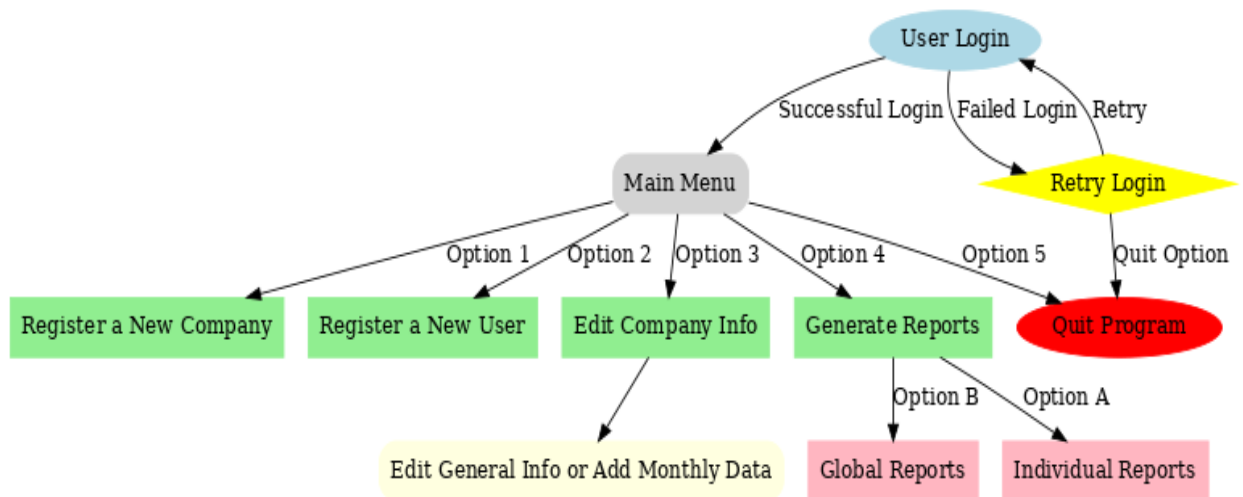 User Login
Successful Login
Failed Login
Retry
Main Menu
Retry Login
Option 1
Option 2
Option 3
Option 4
Option 5
Quit Option
Register a New Company
Register a New User
Edit Company Info
Generate Reports
Quit Program
Option B
Option A
Edit General Info or Add Monthly Data
Global Reports
Individual Reports